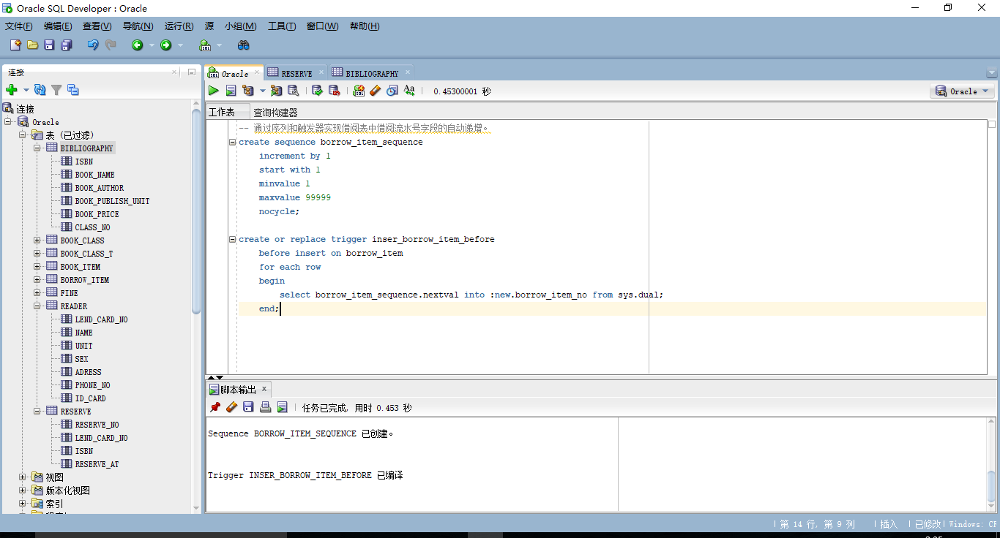 Oracle SQL Developer : Oracle
文件(F) 编辑(E) 查看(V) 导航(N) 运行(R) 源 小组(M) 工具(T) 窗口(W) 帮助(H)
连接
Oracle RESERVE BIBLIOGRAPHY
0.45300001 秒
Oracle
工作表 查询构建器
连接
Oracle
表 (已过滤)
BIBLIOGRAPHY
ISBN
BOOK_NAME
BOOK_AUTHOR
BOOK_PUBLISH_UNIT
BOOK_PRICE
CLASS_NO
BOOK_CLASS
BOOK_CLASS_T
BOOK_ITEM
BORROW_ITEM
FINE
READER
LEND_CARD_NO
NAME
UNIT
SEX
ADRESS
PHONE_NO
ID_CARD
RESERVE
RESERVE_NO
LEND_CARD_NO
ISBN
RESERVE_AT
视图
版本化视图
索引
-- 通过序列和触发器实现借阅表中借阅流水号字段的自动递增。
create sequence borrow_item_sequence
increment by 1
start with 1
minvalue 1
maxvalue 99999
nocycle;
create or replace trigger inser_borrow_item_before
before insert on borrow_item
for each row
begin
select borrow_item_sequence.nextval into :new.borrow_item_no from sys.dual;
end;
脚本输出
任务已完成, 用时 0.453 秒
Sequence BORROW_ITEM_SEQUENCE 已创建。
Trigger INSER_BORROW_ITEM_BEFORE 已编译
第 14 行, 第 9 列 插入 已修改 Windows: CF